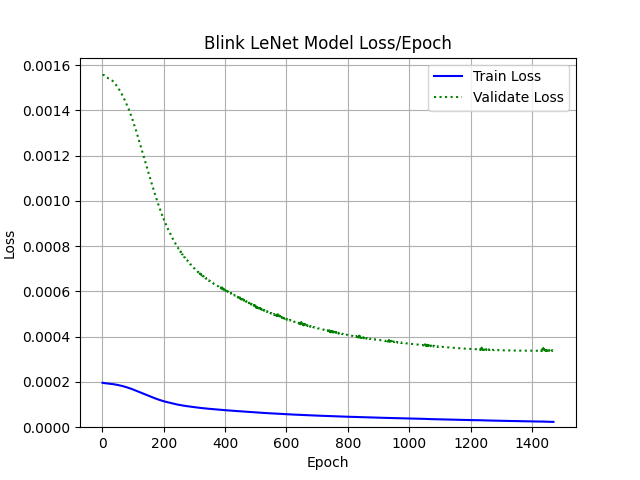 Blink LeNet Model Loss/Epoch
Train Loss
Validate Loss
0.0016
0.0014
0.0012
0.0010
0.0008
0.0006
0.0004
0.0002
0.0000
Loss
0 200 400 600 800 1000 1200 1400
Epoch